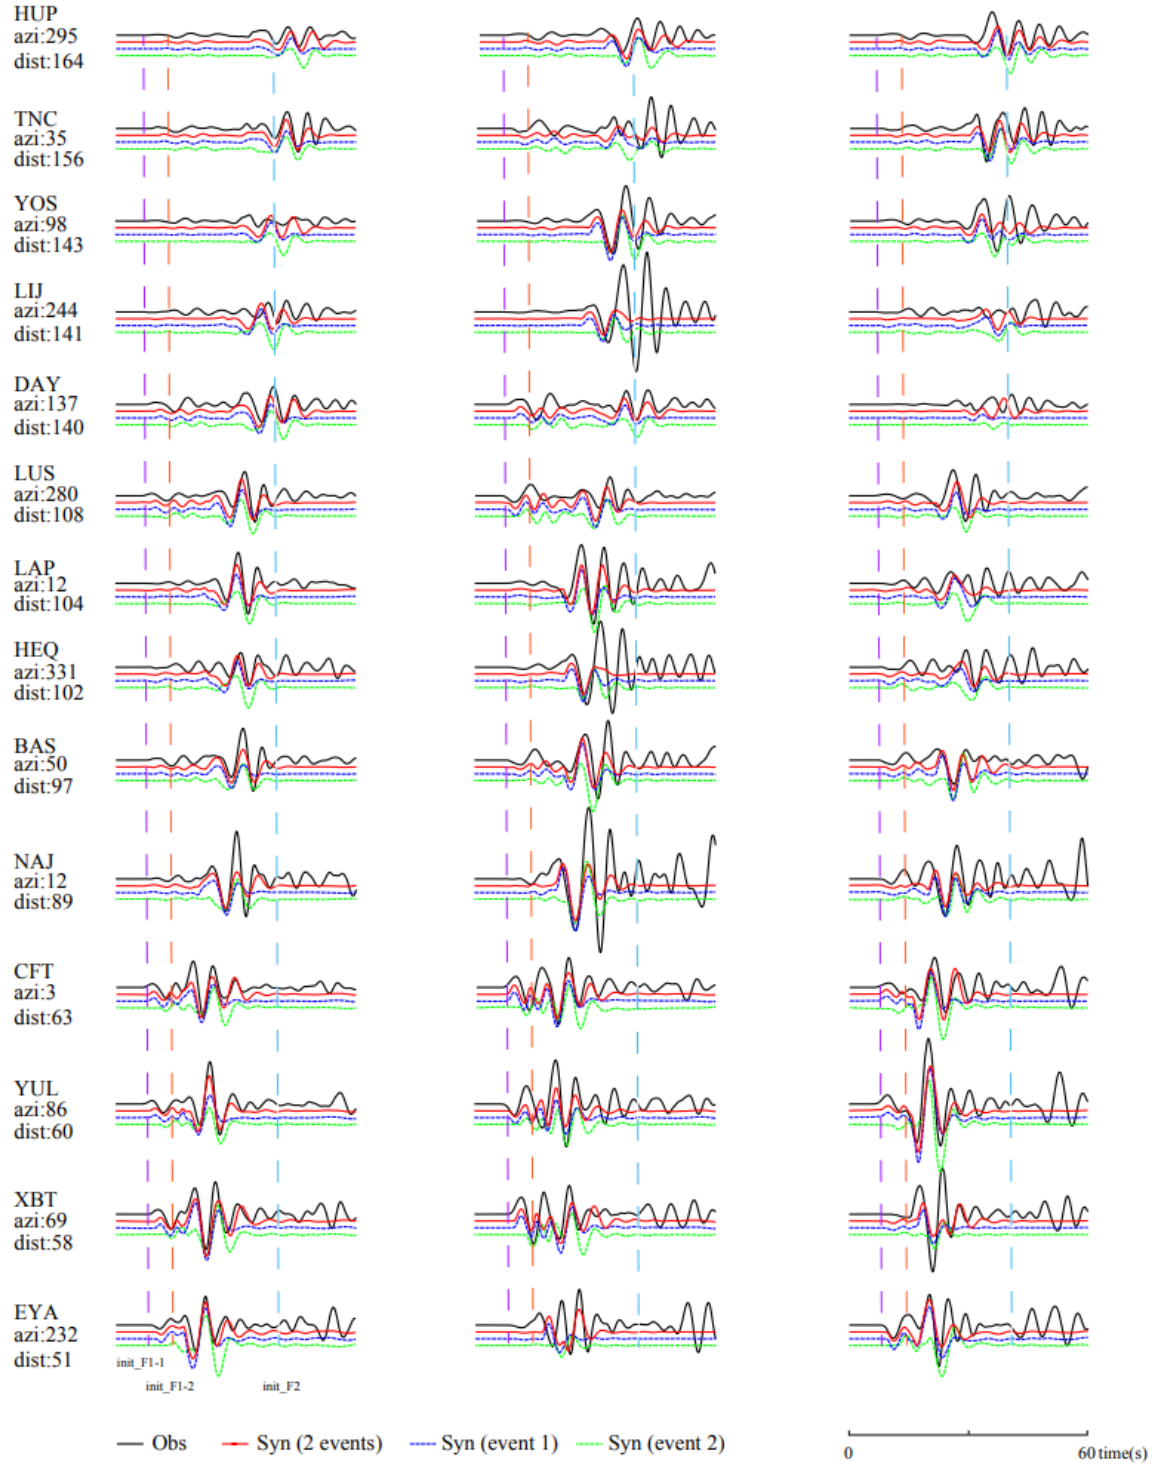 HUP
azi:295
dist:164
TNC
azi:35
dist:156
YOS
azi:98
dist:143
LIJ
azi:244
dist:141
DAY
azi:137
dist:140
LUS
azi:280
dist:108
LAP
azi:12
dist:104
HEQ
azi:331
dist:102
BAS
azi:50
dist:97
NAJ
azi:12
dist:89
CFT
azi:3
dist:63
YUL
azi:86
dist:60
XBT
azi:69
dist:58
EYA
azi:232
dist:51
init_F1-1
init_F1-2 init_F2
Obs Syn (2 events) Syn (event 1) Syn (event 2)
0 60 time(s)